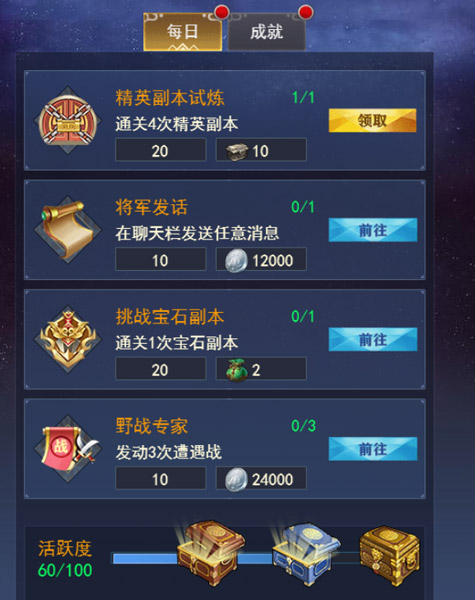 每日 成就
精英副本试炼 1/1
通关4次精英副本 领取
20 10
将军发话 0/1
在聊天栏发送任意消息 前往
10 12000
挑战宝石副本 0/1
通关1次宝石副本 前往
20 2
野战专家 0/3
战
发动3次遭遇战 前往
10 24000
活跃度
60/100